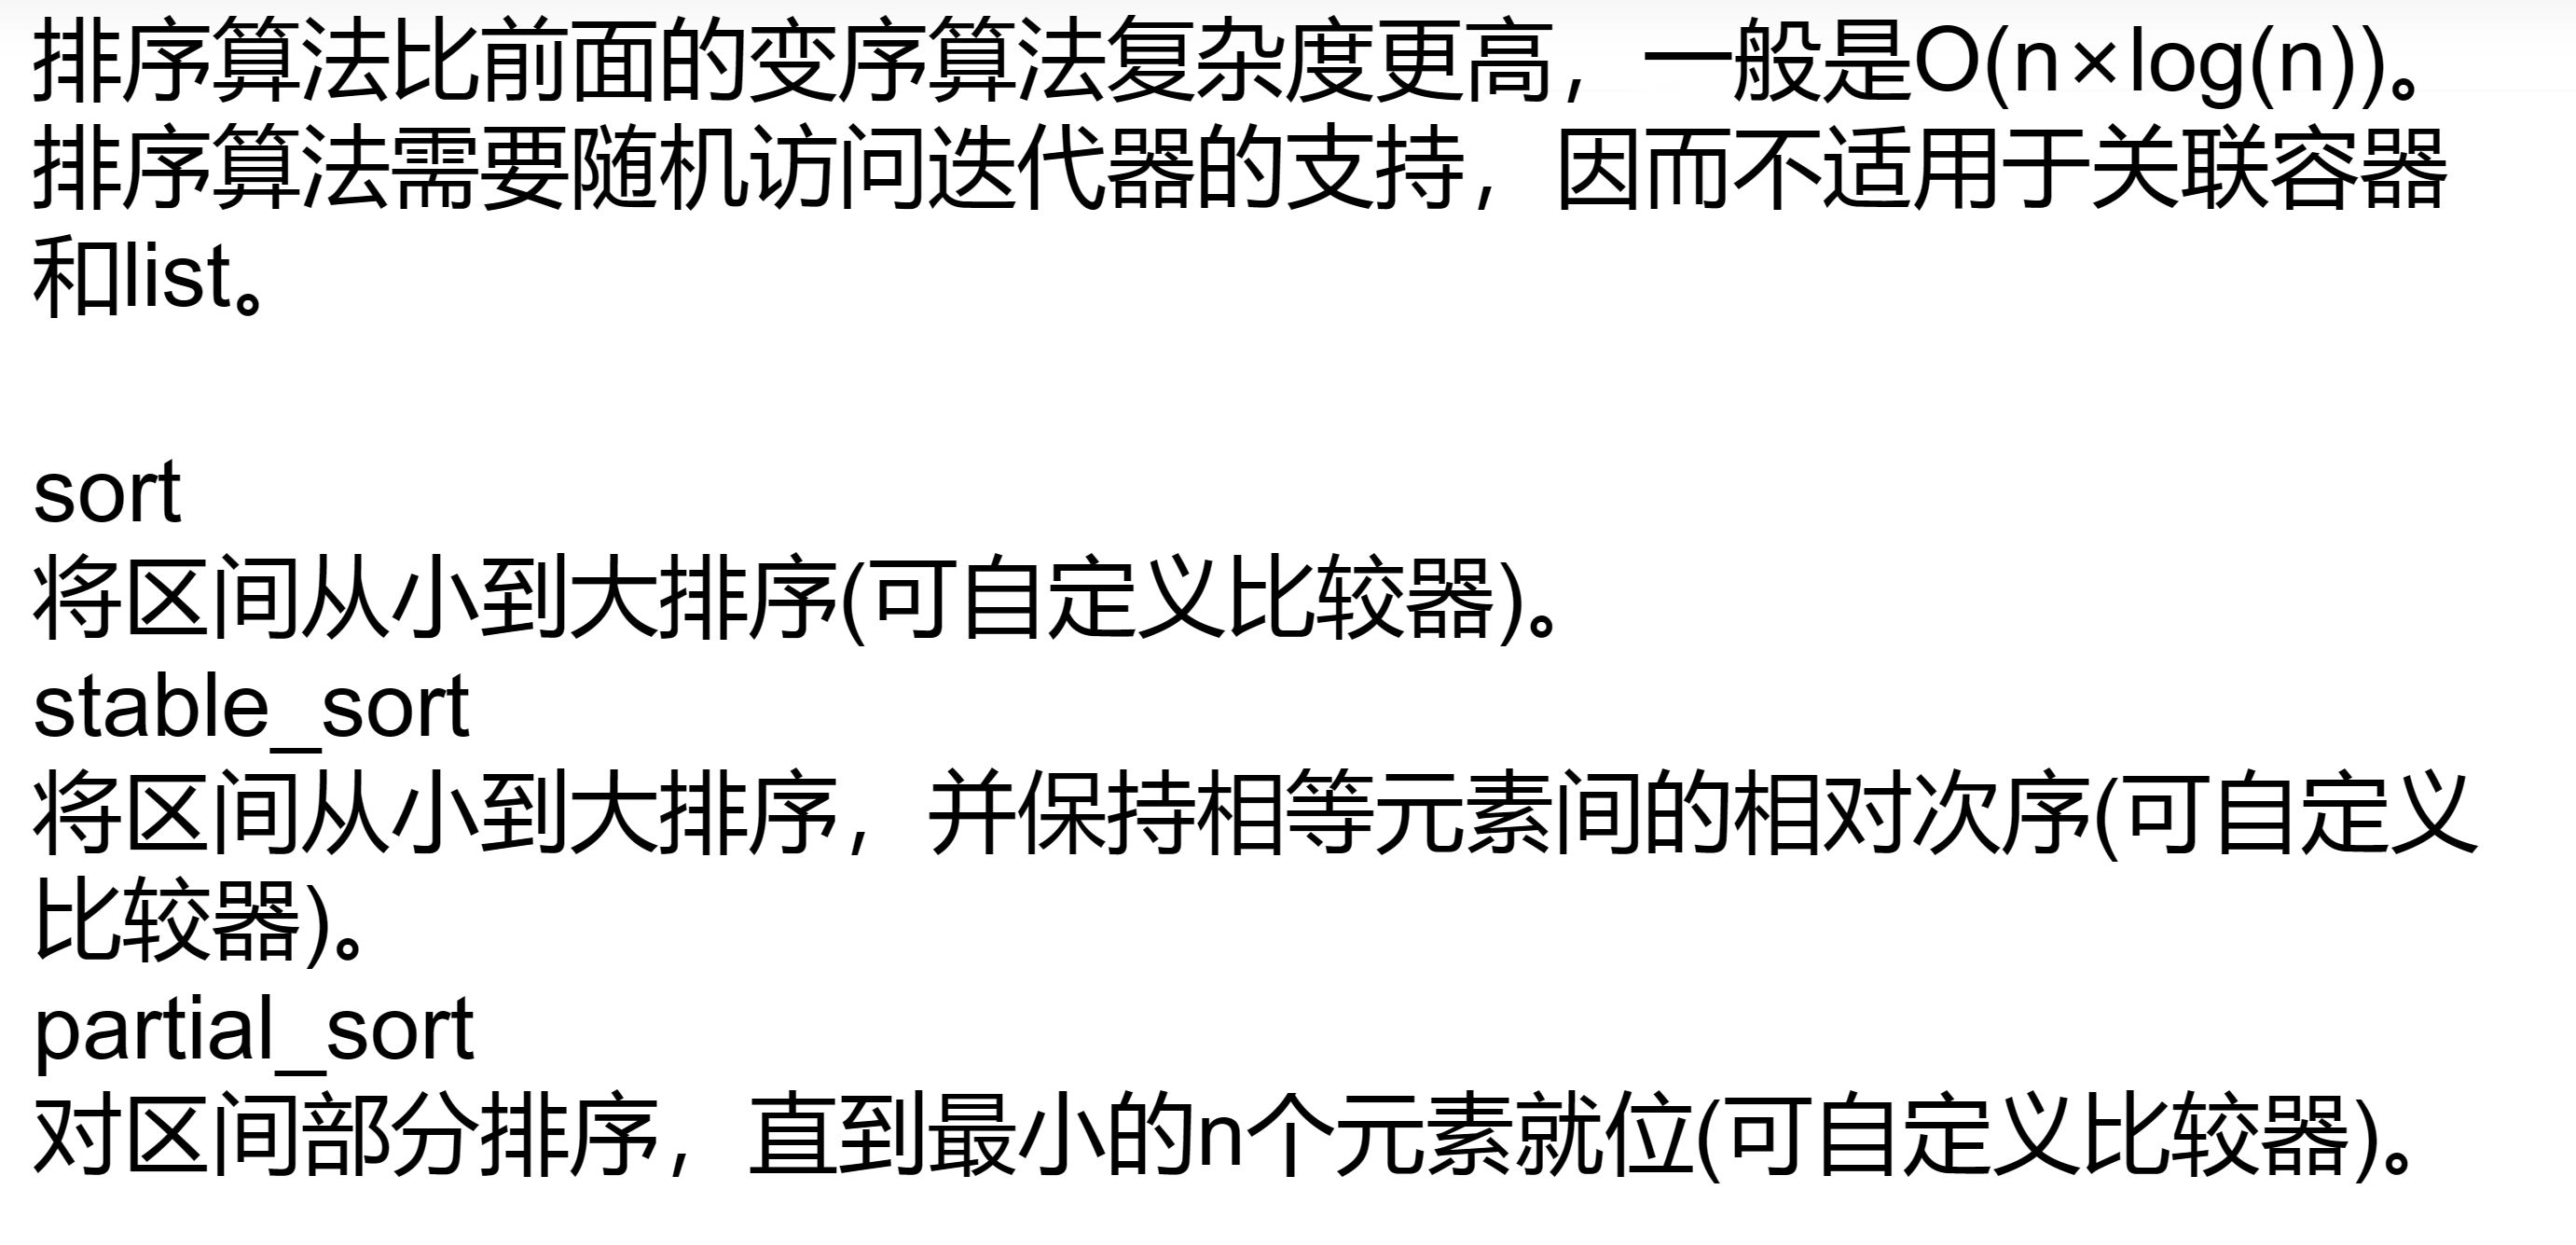 排序算法比前面的变序算法复杂度更高，一般是O(n×log(n))。
排序算法需要随机访问迭代器的支持，因而不适用于关联容器
和list。
sort
将区间从小到大排序(可自定义比较器)。
stable_sort
将区间从小到大排序，并保持相等元素间的相对次序(可自定义
比较器)。
partial_sort
对区间部分排序，直到最小的n个元素就位(可自定义比较器)。